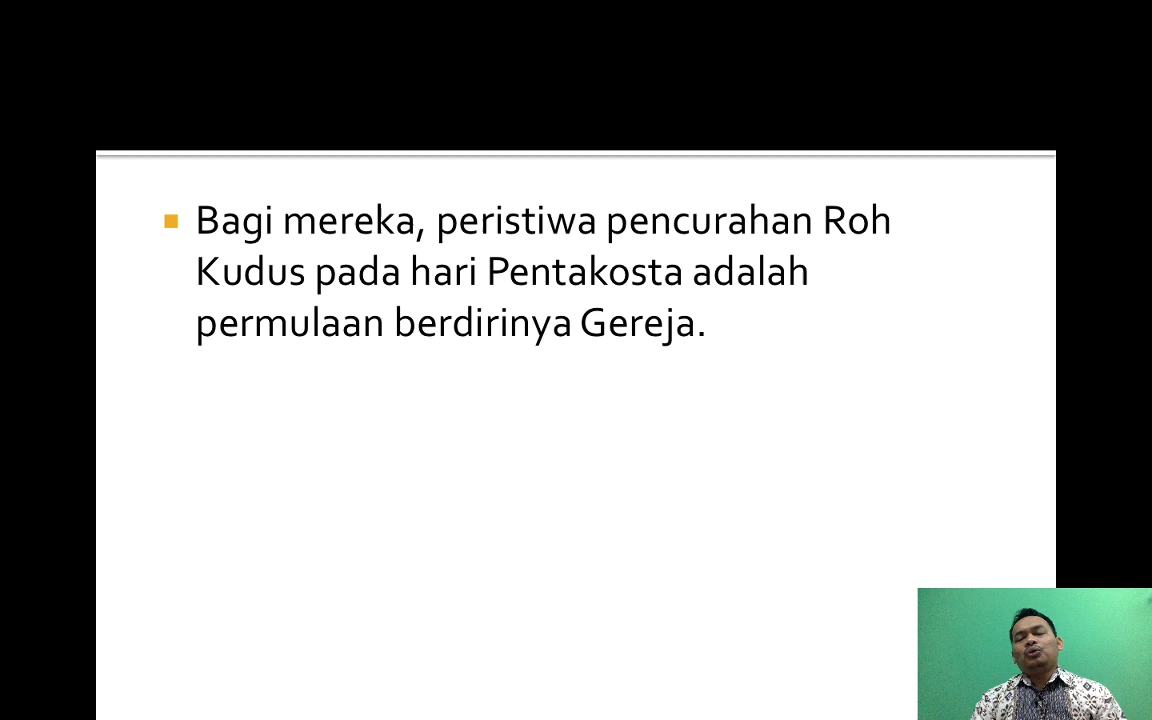 Bagi mereka, peristiwa pencurahan Roh
Kudus pada hari Pentakosta adalah
permulaan berdirinya Gereja.